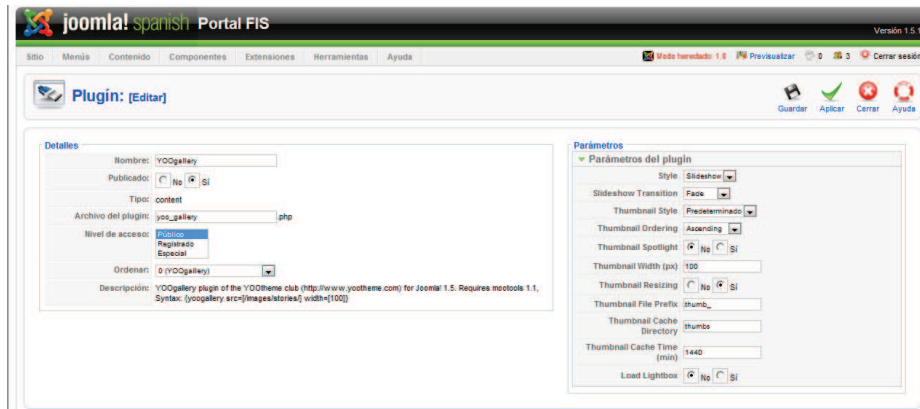 joomla! spanish Portal FIS
Versión 1.5.1
Sitio Menús Contenido Componentes Extensiones Herramientas Ayuda
Modo heredado: 1.0 Previsualizar 0 3 Cerrar sesión
Plugin: [Editar]
Guardar Aplicar Cerrar Ayuda
Detalles
Nombre: YOOgallery
Publicado: No Sí
Tipo: content
Archivo del plugin: yoo_gallery .php
Nivel de acceso: Público
Registrado
Especial
Ordenar: 0 (YOOgallery)
Descripción: YOOgallery plugin of the YOOtheme club (http://www.yootheme.com) for Joomla! 1.5. Requires mootools 1.1,
Syntax: {yoogallery src=[/images/stories/] width=[100]}
Parámetros
Parámetros del plugin
Style Slideshow
Slideshow Transition Fade
Thumbnail Style Predeterminado
Thumbnail Ordering Ascending
Thumbnail Spotlight No Sí
Thumbnail Width (px) 100
Thumbnail Resizing No Sí
Thumbnail File Prefix thumb_
Thumbnail Cache
Directory thumbs
Thumbnail Cache Time
(min) 1440
Load Lightbox No Sí